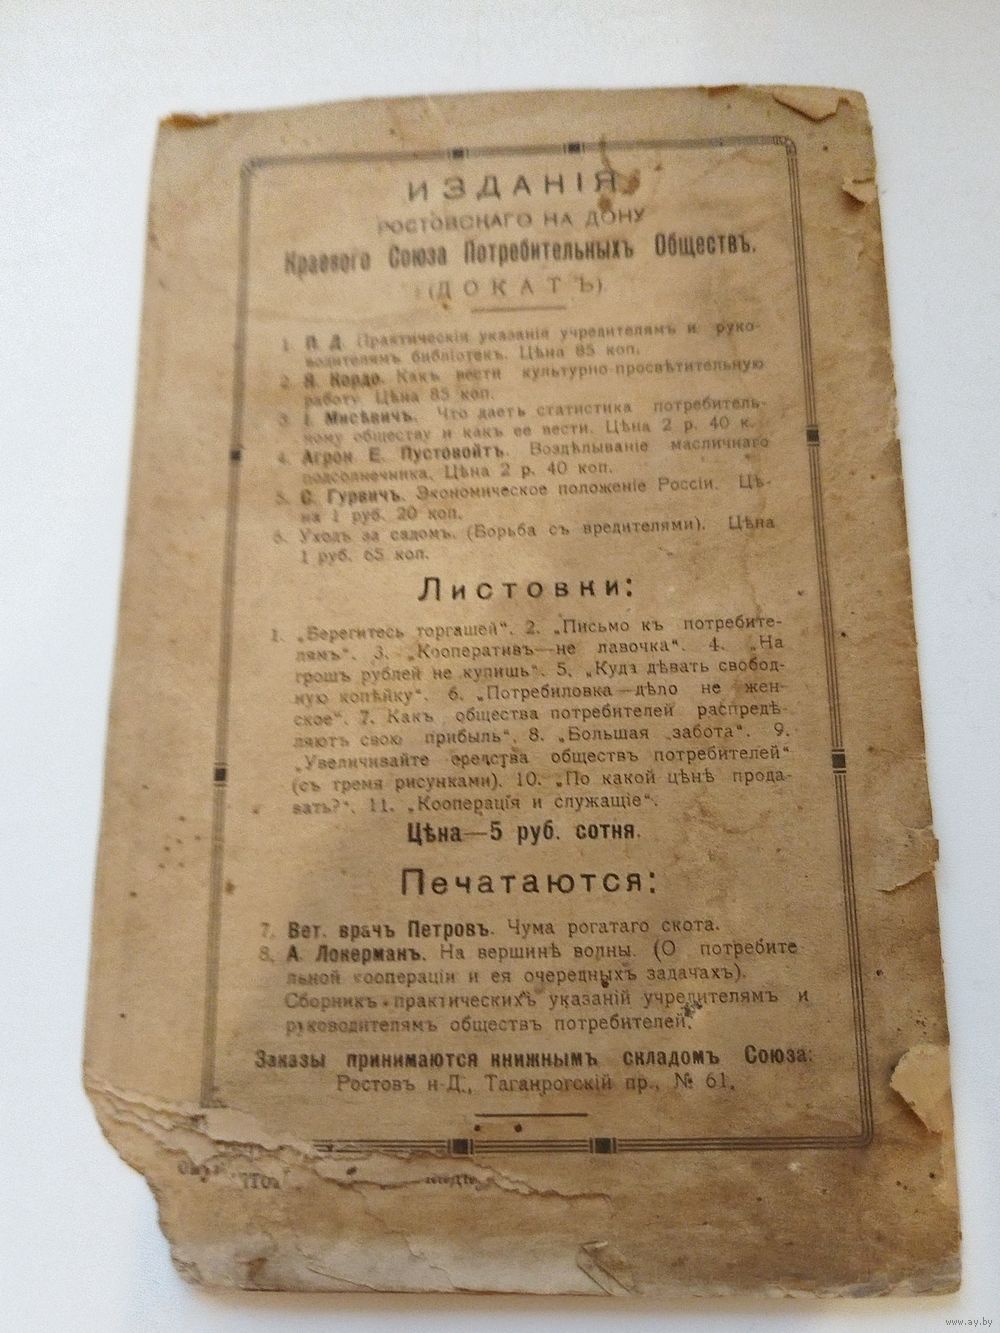 ИЗДАНІЯ
РОСТОВСКАГО НА ДОНУ
Краевого Союза Потребительныхъ Обществъ.
(ДОКАТЪ)
1. П. Д. Практическія указанія учредителямъ и руко-
водителямъ библіотек. Цѣна 85 коп.
2. Я. Кордо. Какъ вести культурно-просвѣтительную
работу. Цѣна 85 коп.
3. І. Мисѣвичъ. Что даетъ статистика потребитель-
ному обществу и как ее вести. Цѣна 2 р. 40 к.
4. Агрон Е. Пустовойтъ. Воздѣлываніе масличнаго
подсолнечника. Цѣна 2 р. 40 коп.
5. С. Гурвичъ. Экономическое положеніе Россіи. Цѣ-
на 1 руб. 20 коп.
6. Уходъ за садомъ. (Борьба съ вредителями). Цѣна
1 руб. 65 коп.
Листовки:
1. „Берегитесь торгашей“. 2. „Письмо къ потребите-
лямъ“. 3. „Кооперативъ—не лавочка“. 4. „На
грошъ рублей не купишь“. 5. „Куда дѣвать свобод-
ную копѣйку“. 6. „Потребиловка—дѣло не жен-
ское“. 7. Какъ общества потребителей распредѣ-
ляютъ свою прибыль“. 8. „Большая забота“. 9.
„Увеличивайте средства обществъ потребителей“
(съ тремя рисунками). 10. „По какой цѣнѣ прода-
вать?“. 11. „Кооперація и служащіе“.
Цѣна—5 руб. сотня.
Печатаются:
7. Вет. врачъ Петровъ. Чума рогатаго скота.
8. А. Локерманъ. На вершинѣ волны. (О потребите
льной кооперации и ея очередныхъ задачахъ).
Сборникъ практическихъ указаній учредителямъ и
руководителямъ обществъ потребителей.
Заказы принимаются книжнымъ складомъ Союза:
Ростовъ н-Д., Таганрогскій пр., № 61.
www.ay.by